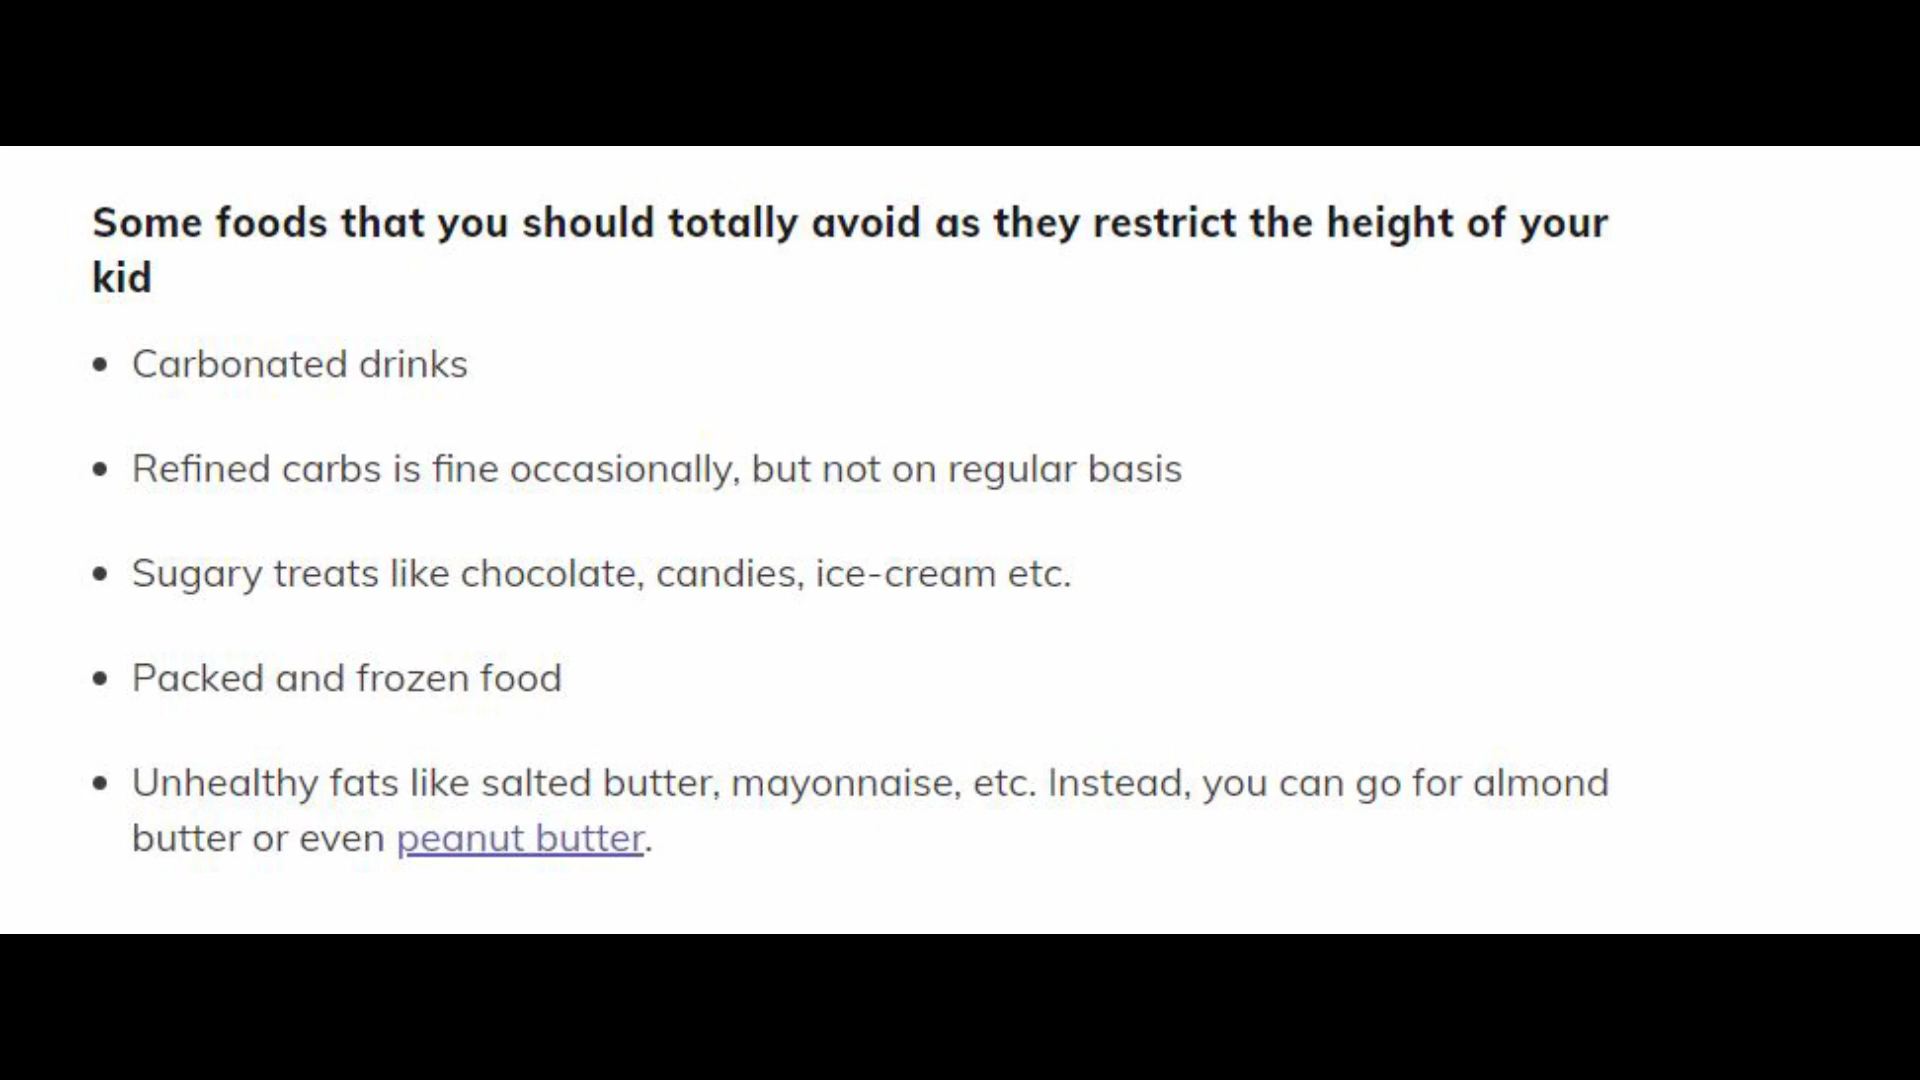 Some foods that you should totally avoid as they restrict the height of your
kid
• Carbonated drinks
• Refined carbs is fine occasionally, but not on regular basis
• Sugary treats like chocolate, candies, ice-cream etc.
• Packed and frozen food
• Unhealthy fats like salted butter, mayonnaise, etc. Instead, you can go for almond
butter or even peanut butter.